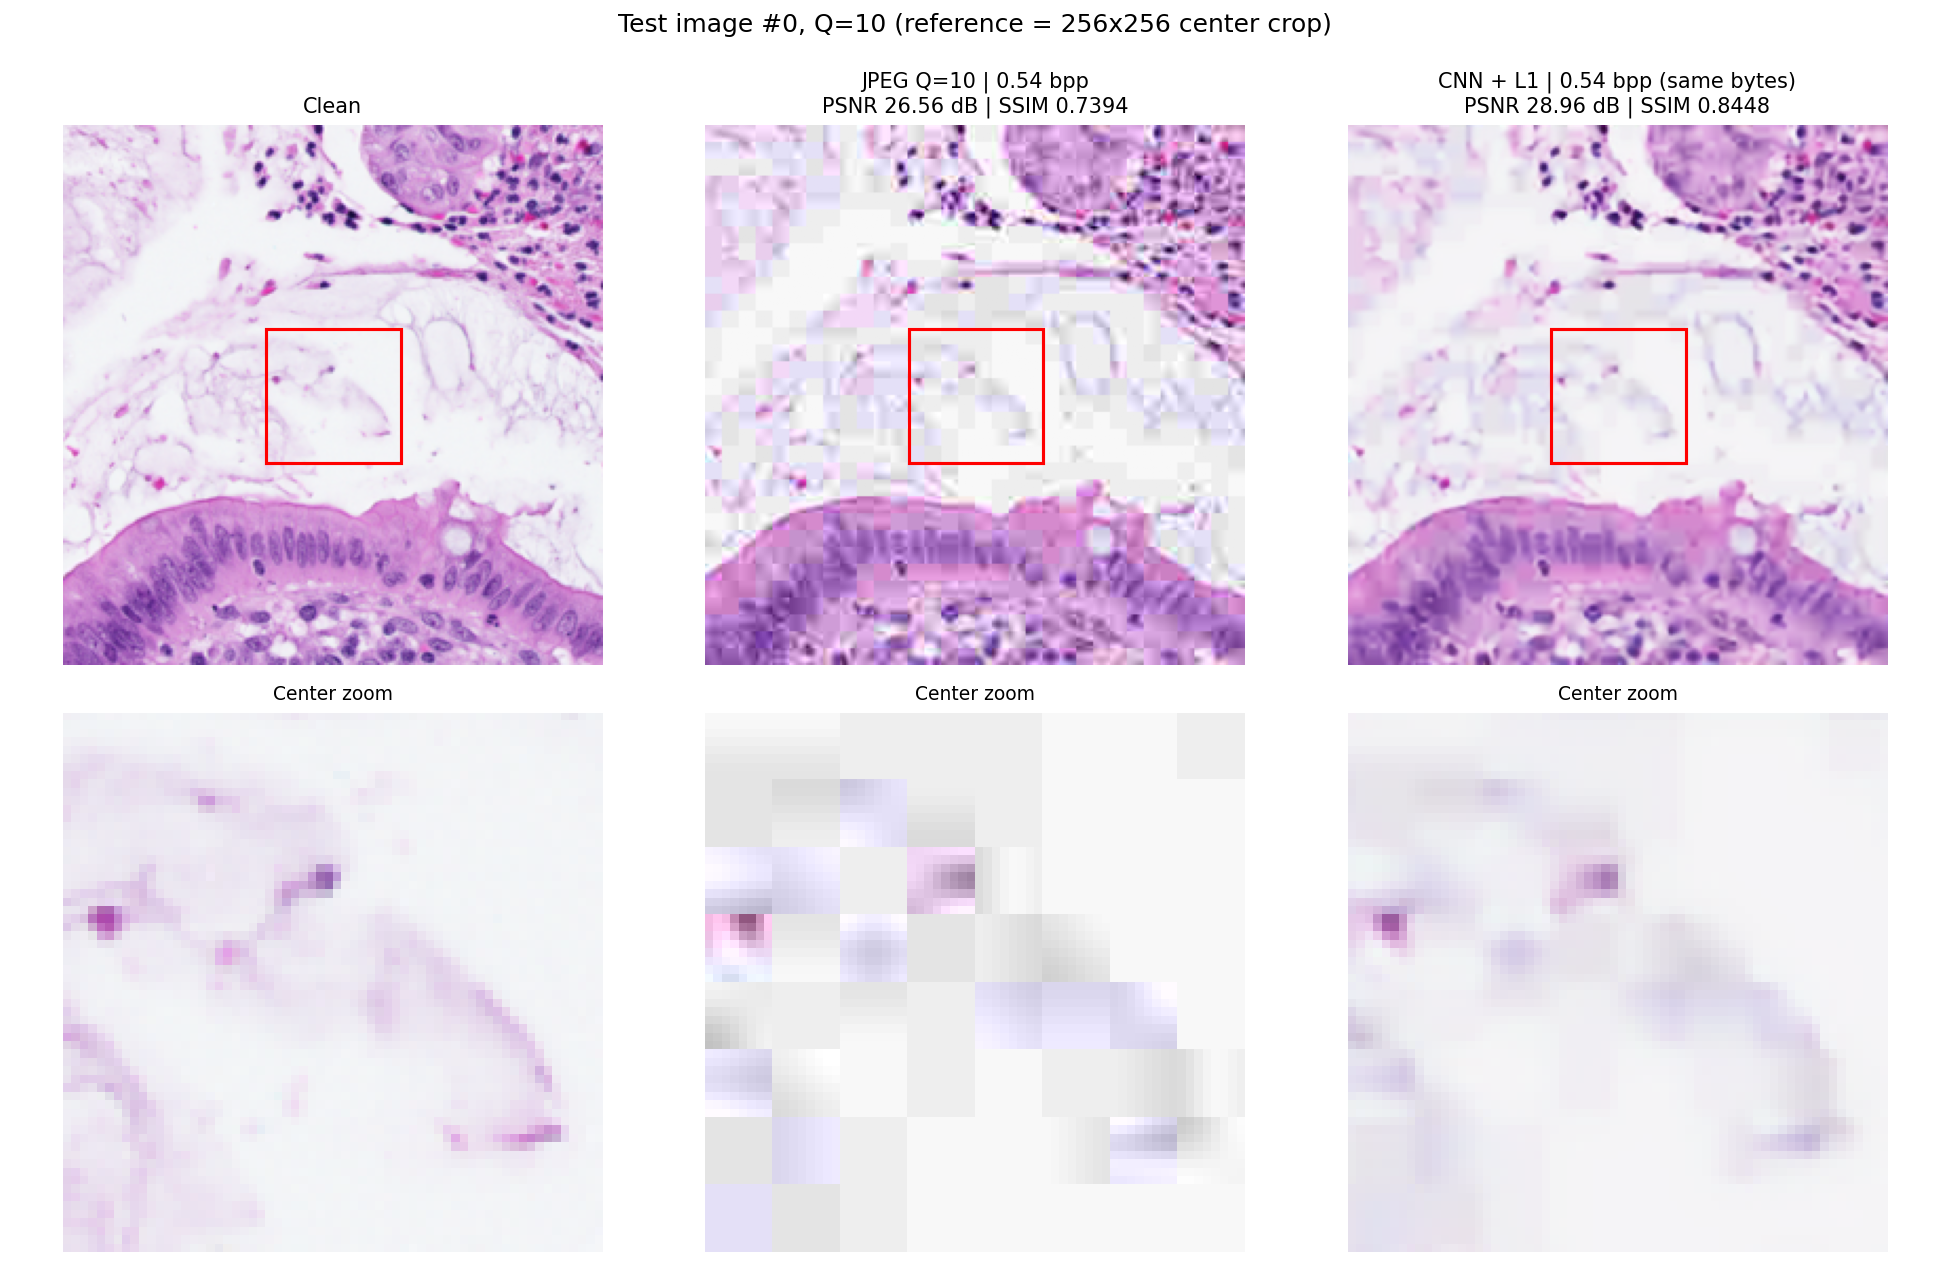 Test image #0, Q=10 (reference = 256x256 center crop)
Clean
JPEG Q=10 | 0.54 bpp
PSNR 26.56 dB | SSIM 0.7394
CNN + L1 | 0.54 bpp (same bytes)
PSNR 28.96 dB | SSIM 0.8448
Center zoom
Center zoom
Center zoom